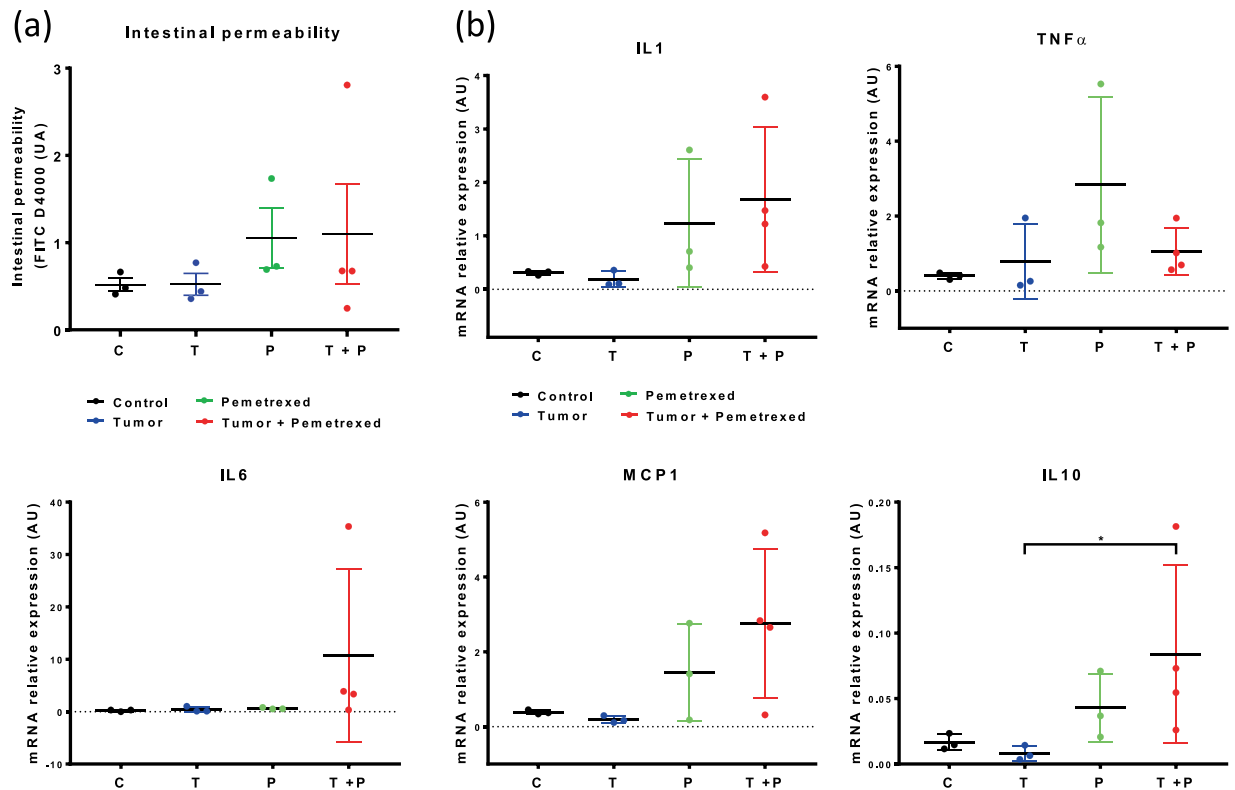 (a)
Intestinal permeability
Intestinal permeability
(FITC D4000 (UA)
3
2
1
0
C T P T + P
Control
Pemetrexed
Tumor
Tumor + Pemetrexed
(b)
IL1
mRNA relative expression (AU)
4
3
2
1
0
C T P T + P
Control
Pemetrexed
Tumor
Tumor + Pemetrexed
TNFα
mRNA relative expression (AU)
6
4
2
0
C T P T + P
IL6
mRNA relative expression (AU)
40
30
20
10
0
-10
C T P T +P
MCP1
mRNA relative expression (AU)
6
4
2
0
C T P T +P
IL10
mRNA relative expression (AU)
0,20
0,15
0,10
0.05
0.00
*
C T P T +P